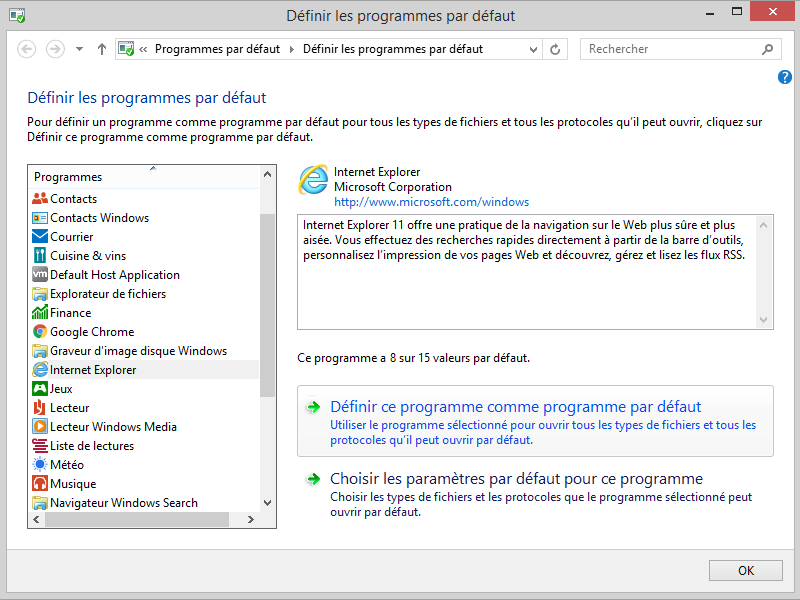 Définir les programmes par défaut
« Programmes par défaut Définir les programmes par défaut
Rechercher
?
Définir les programmes par défaut
Pour définir un programme comme programme par défaut pour tous les types de fichiers et tous les protocoles qu'il peut ouvrir, cliquez sur
Définir ce programme comme programme par défaut.
Programmes
Contacts
Contacts Windows
Courrier
Cuisine & vins
vm Default Host Application
Explorateur de fichiers
Finance
Google Chrome
Graveur d'image disque Windows
Internet Explorer
Jeux
Lecteur
Lecteur Windows Media
Liste de lectures
Météo
Musique
Navigateur Windows Search
Internet Explorer
Microsoft Corporation
http://www.microsoft.com/windows
Internet Explorer 11 offre une pratique de la navigation sur le Web plus sûre et plus
aisée. Vous effectuez des recherches rapides directement à partir de la barre d'outils,
personnalisez l'impression de vos pages Web et découvrez, gérez et lisez les flux RSS.
Ce programme a 8 sur 15 valeurs par défaut.
Définir ce programme comme programme par défaut
Utiliser le programme sélectionné pour ouvrir tous les types de fichiers et tous les
protocoles qu'il peut ouvrir par défaut.
Choisir les paramètres par défaut pour ce programme
Choisir les types de fichiers et les protocoles que le programme sélectionné peut
ouvrir par défaut.
OK